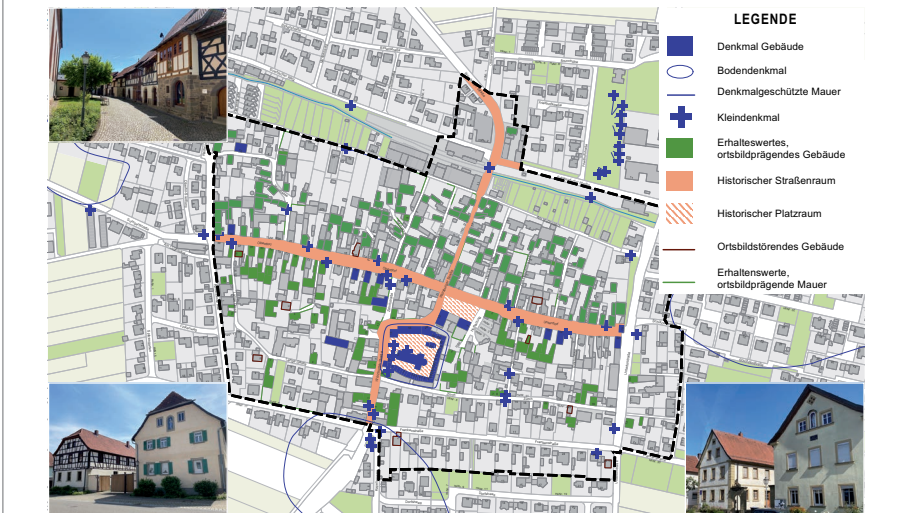 LEGENDE
Denkmal Gebäude
Bodendenkmal
Denkmalgeschützte Mauer
Kleindenkmal
Erhalteswertes,
ortsbildprägendes Gebäude
Historischer Straßenraum
Historischer Platzraum
Ortsbildstörendes Gebäude
Erhaltenswerte,
ortsbildprägende Mauer